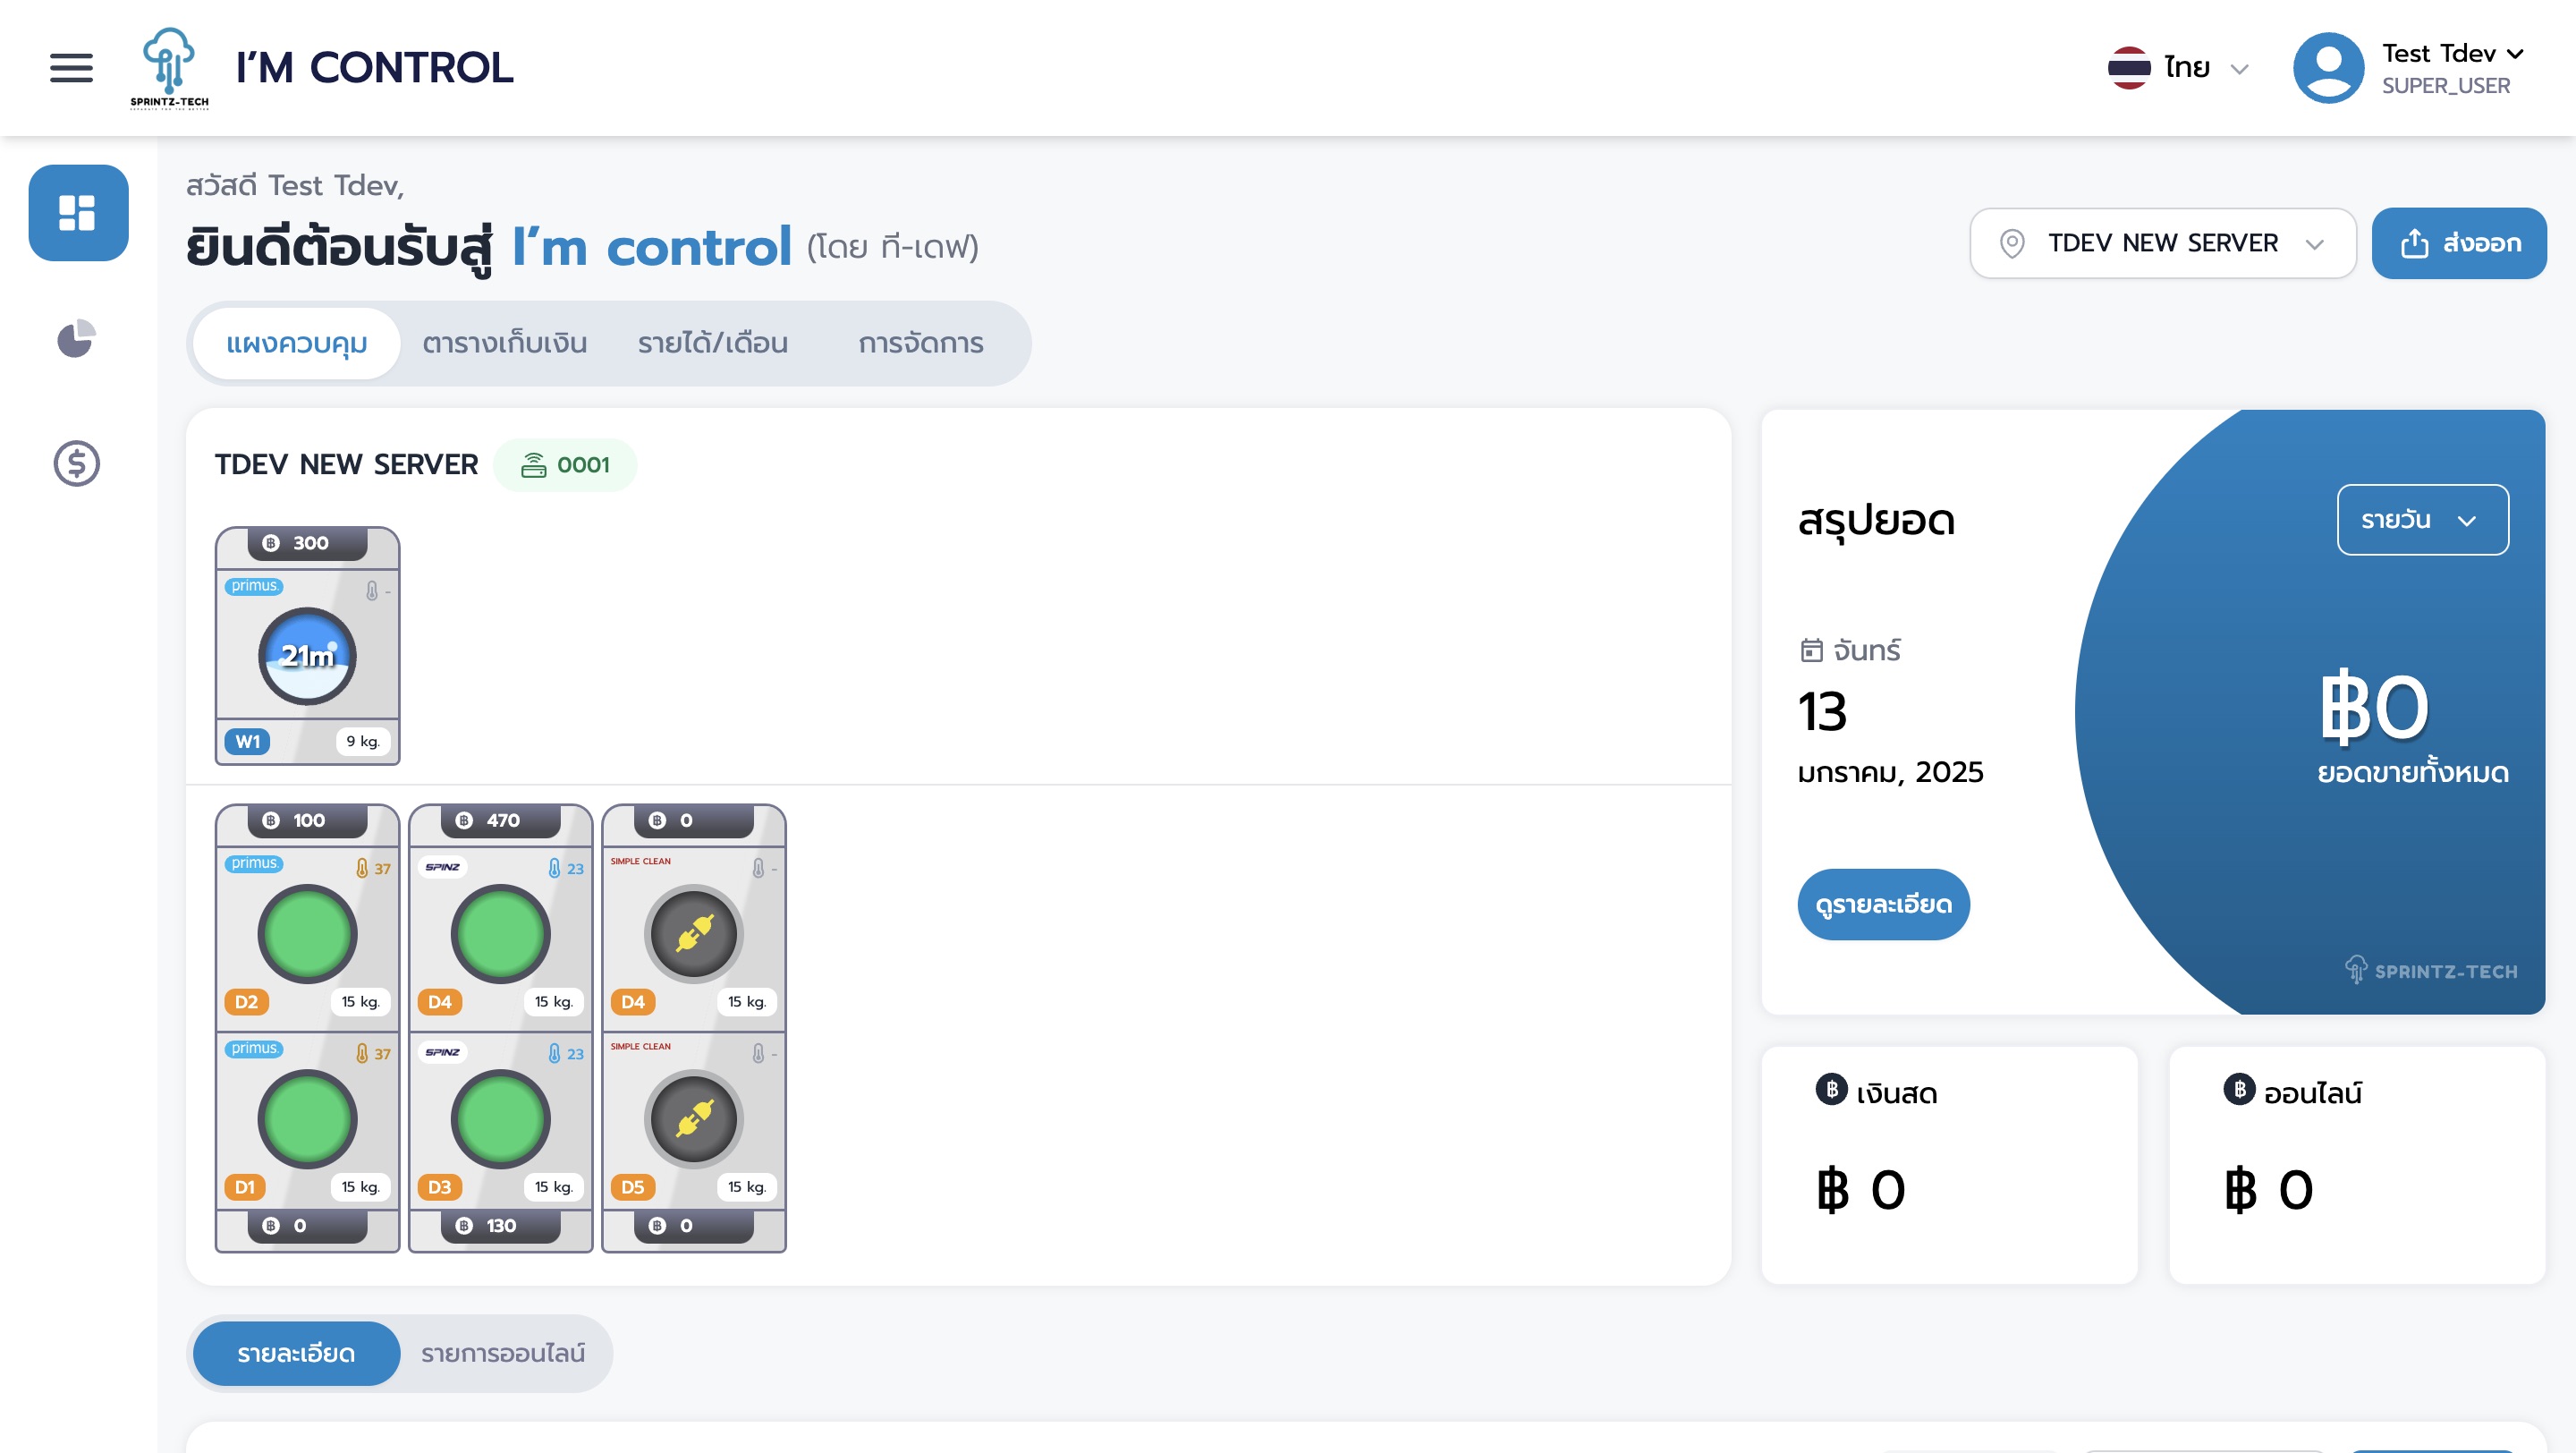 SPRINTZ-TECH
I'M CONTROL
ไทย
Test Tdev
SUPER_USER
สวัสดี Test Tdev,
ยินดีต้อนรับสู่ I'm control (โดย ที-เดฟ)
TDEV NEW SERVER
ส่งออก
แผงควบคุม
ตารางเก็บเงิน
รายได้/เดือน
การจัดการ
TDEV NEW SERVER
0001
฿ 300
primus.
-
21m
W1
9 kg.
฿ 100
primus.
37
D2
15 kg.
primus.
37
D1
15 kg.
฿ 0
฿ 470
SPINZ
23
D4
15 kg.
SPINZ
23
D3
15 kg.
฿ 130
฿ 0
SIMPLE CLEAN
-
D4
15 kg.
SIMPLE CLEAN
-
D5
15 kg.
฿ 0
สรุปยอด
รายวัน
จันทร์
13
มกราคม, 2025
฿0
ยอดขายทั้งหมด
ดูรายละเอียด
SPRINTZ-TECH
฿ เงินสด
฿ 0
฿ ออนไลน์
฿ 0
รายละเอียด
รายการออนไลน์